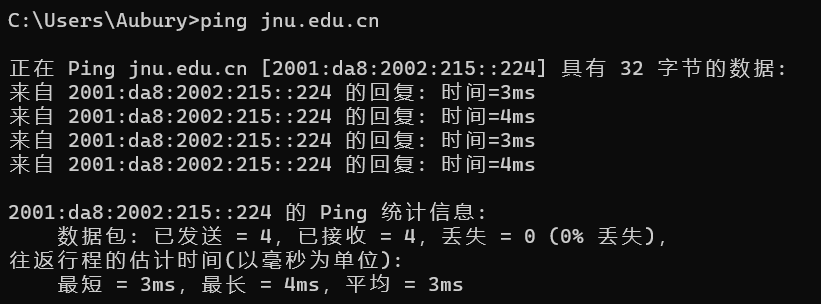 C:\Users\Aubury>ping jnu.edu.cn
正在 Ping jnu.edu.cn [2001:da8:2002:215::224] 具有 32 字节的数据:
来自 2001:da8:2002:215::224 的回复: 时间=3ms
来自 2001:da8:2002:215::224 的回复: 时间=4ms
来自 2001:da8:2002:215::224 的回复: 时间=3ms
来自 2001:da8:2002:215::224 的回复: 时间=4ms
2001:da8:2002:215::224 的 Ping 统计信息:
数据包: 已发送 = 4，已接收 = 4，丢失 = 0 (0% 丢失)，
往返行程的估计时间(以毫秒为单位):
最短 = 3ms，最长 = 4ms，平均 = 3ms